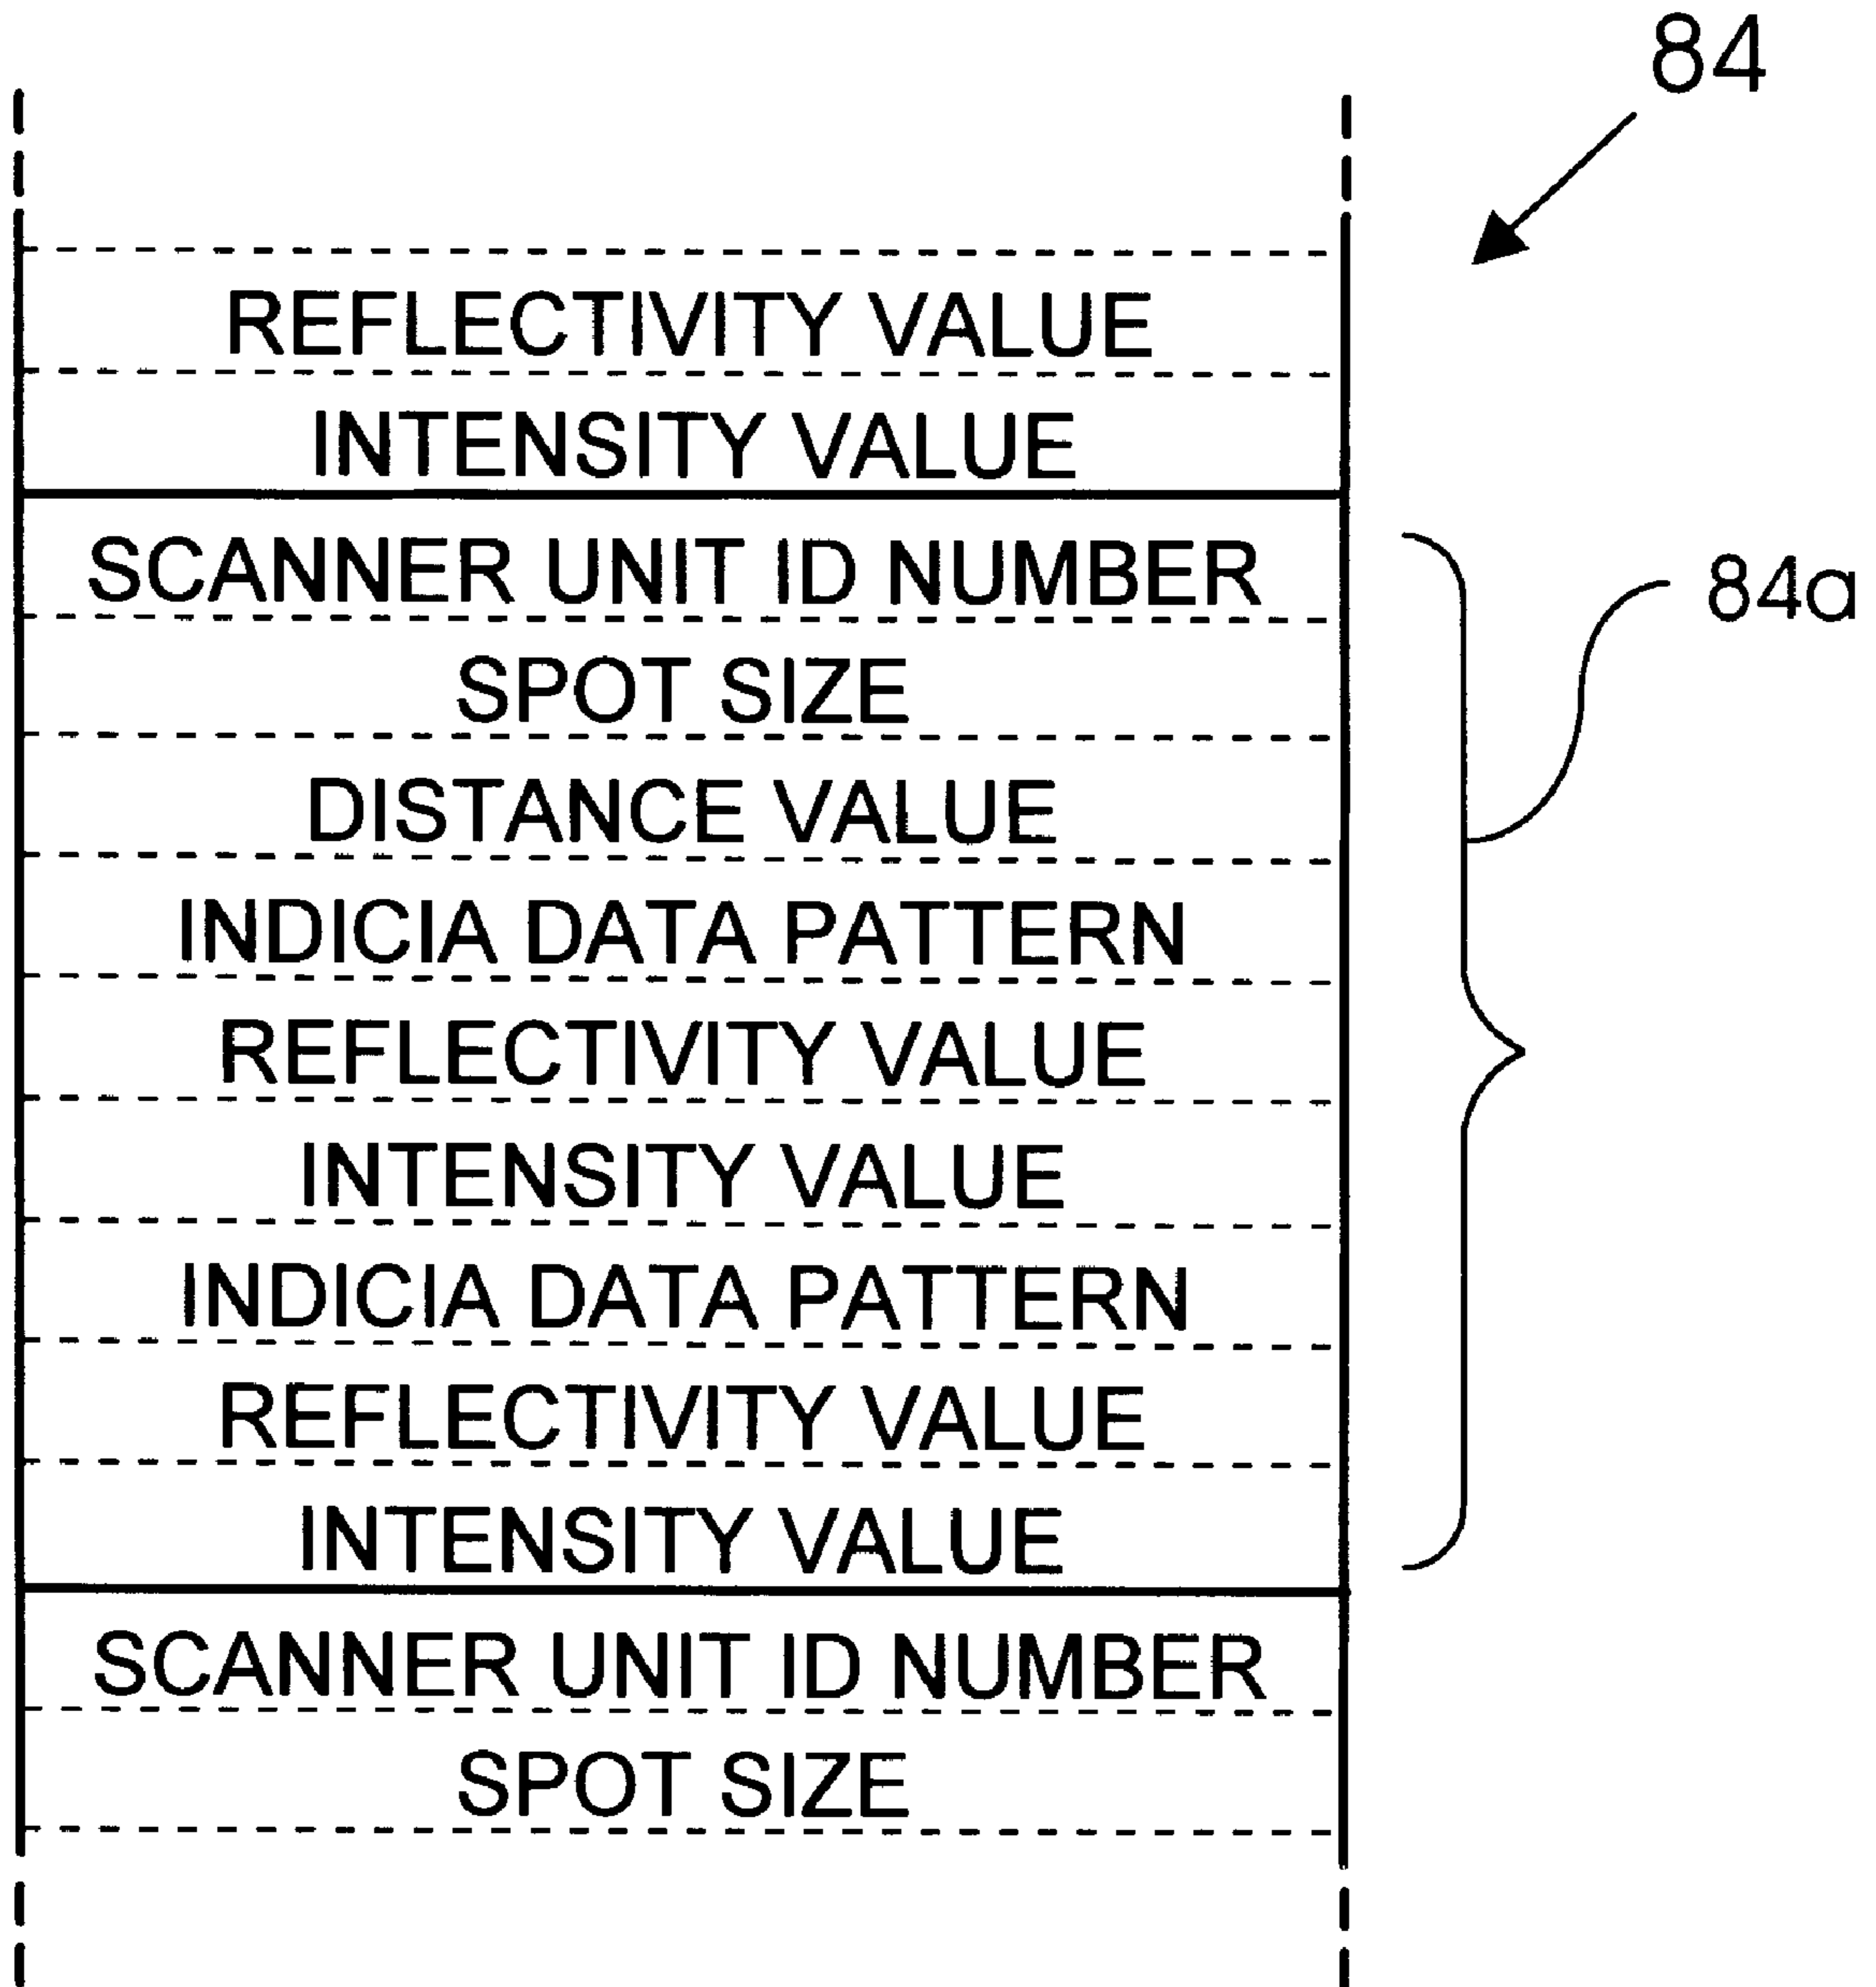 84
REFLECTIVITY VALUE
INTENSITY VALUE
SCANNER UNIT ID NUMBER
84a
SPOT SIZE
DISTANCE VALUE
INDICIA DATA PATTERN
REFLECTIVITY VALUE
INTENSITY VALUE
INDICIA DATA PATTERN
REFLECTIVITY VALUE
INTENSITY VALUE
SCANNER UNIT ID NUMBER
SPOT SIZE